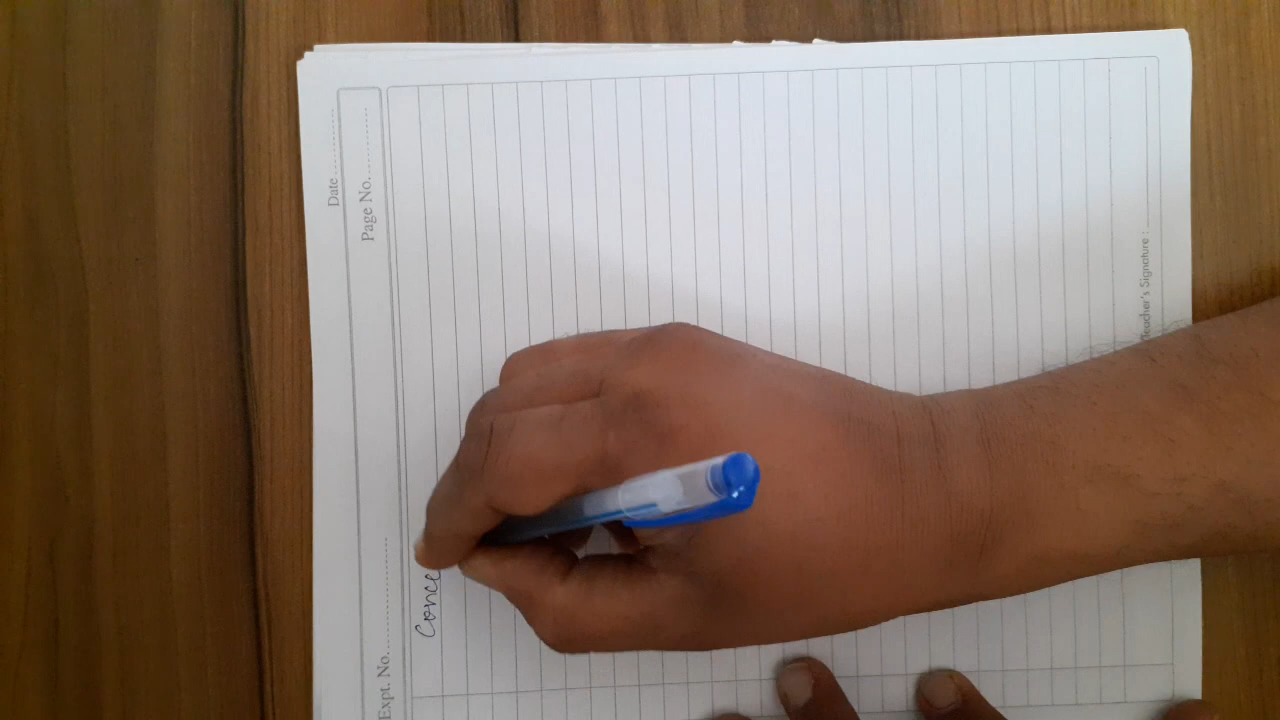 Date ...............
Page No. ...............
Expt. No. ...............
Conce
Teacher's Signature :